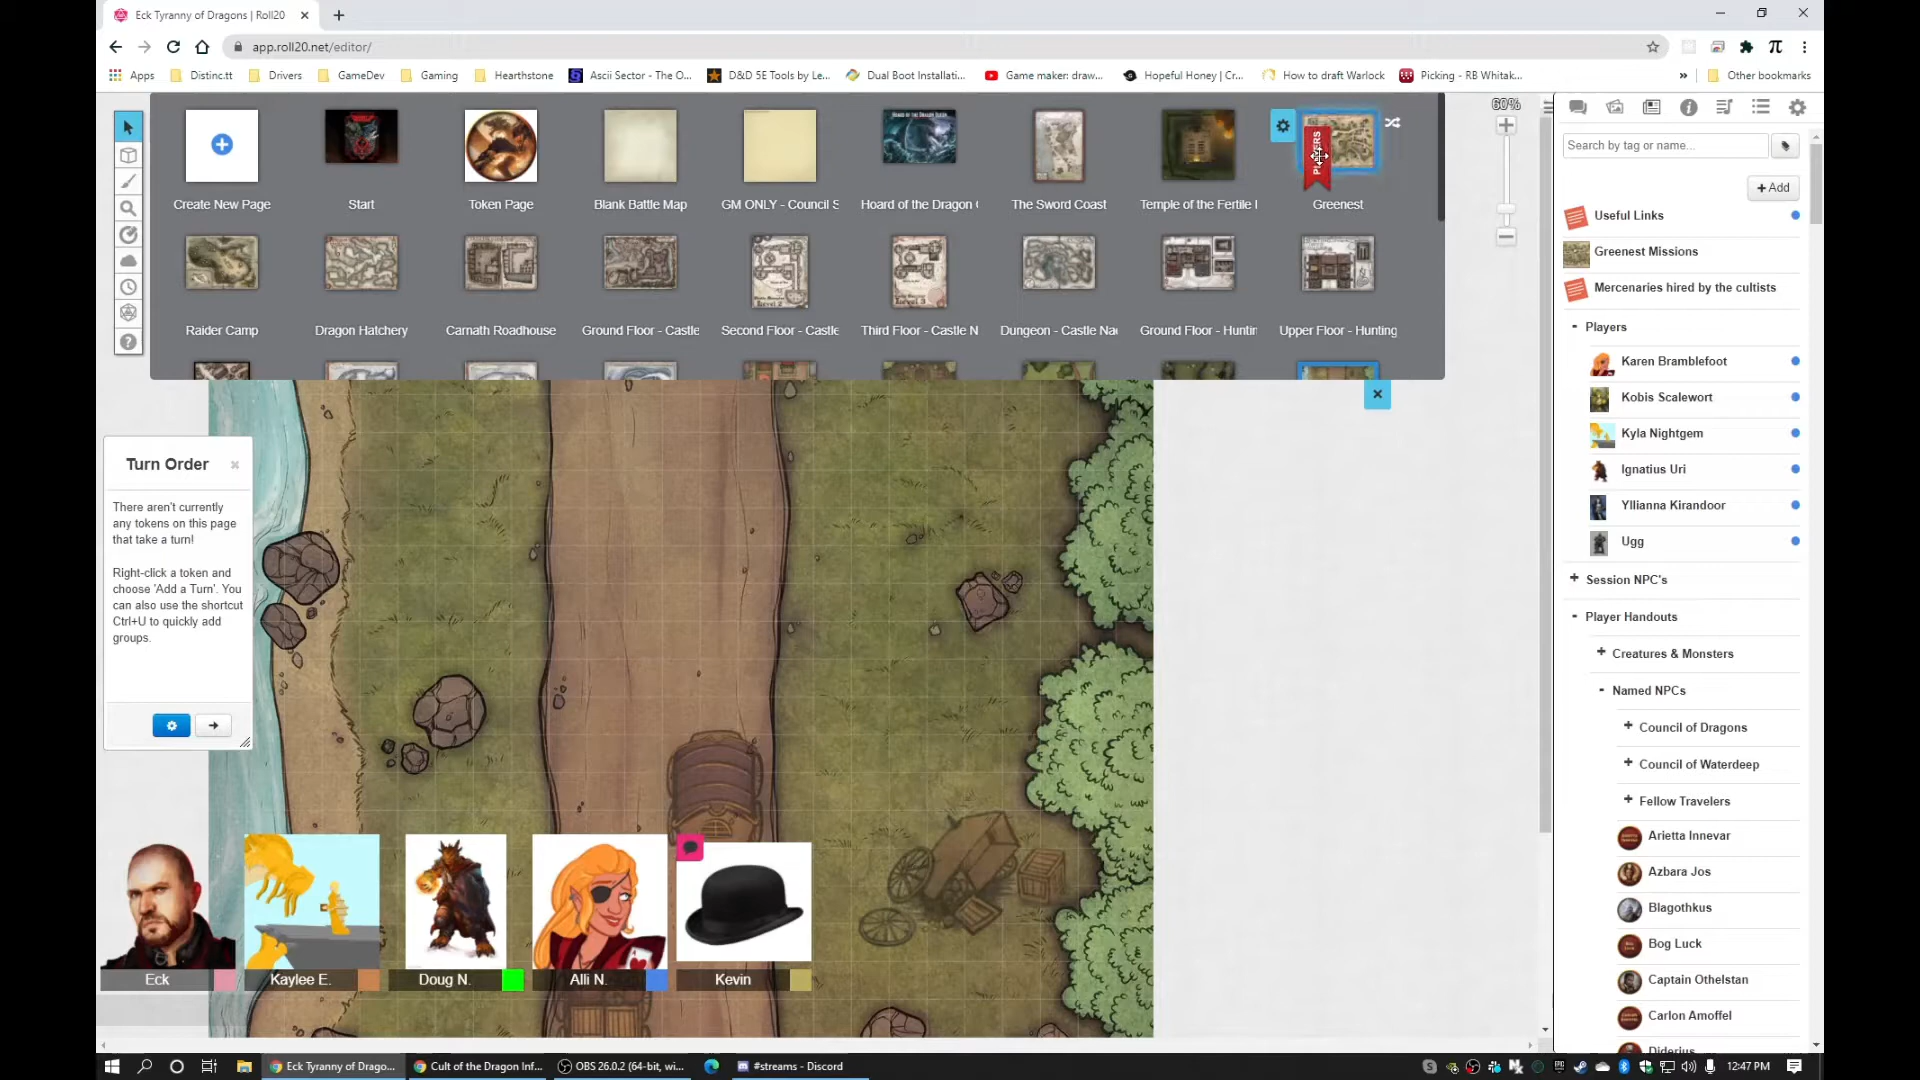 Eck Tyranny of Dragons | Roll20
app.roll20.net/editor/
Apps
Distinc.tt
Drivers
GameDev
Gaming
Hearthstone
Ascii Sector - The O...
D&D 5E Tools by Le...
Dual Boot Installati...
Game maker: draw...
Hopeful Honey | Cr...
How to draft Warlock
Picking - RB Whitak...
»
Other bookmarks
60%
PLAYERS
Create New Page
Start
Token Page
Blank Battle Map
GM ONLY - Council S
Hoard of the Dragon
The Sword Coast
Temple of the Fertile
Greenest
Raider Camp
Dragon Hatchery
Carnath Roadhouse
Ground Floor - Castle
Second Floor - Castle
Third Floor - Castle N
Dungeon - Castle Na
Ground Floor - Huntin
Upper Floor - Hunting
Turn Order
There aren't currently
any tokens on this page
that take a turn!
Right-click a token and
choose 'Add a Turn'. You
can also use the shortcut
Ctrl+U to quickly add
groups.
Eck
Kaylee E.
Doug N.
Alli N.
Kevin
Search by tag or name...
+ Add
Useful Links
Greenest Missions
Mercenaries hired by the cultists
- Players
Karen Bramblefoot
Kobis Scalewort
Kyla Nightgem
Ignatius Uri
Yllianna Kirandoor
Ugg
+ Session NPC's
- Player Handouts
+ Creatures & Monsters
- Named NPCs
+ Council of Dragons
+ Council of Waterdeep
+ Fellow Travelers
Arietta Innevar
Azbara Jos
Blagothkus
Bog Luck
Captain Othelstan
Carlon Amoffel
Diderius
Eck Tyranny of Drago...
Cult of the Dragon Inf...
OBS 26.0.2 (64-bit, wi...
#streams - Discord
12:47 PM